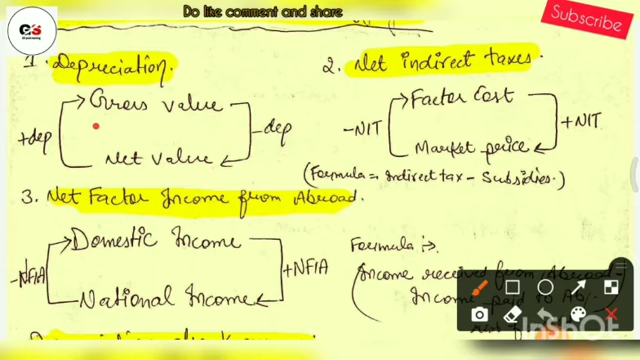 Do like comment and share
Subscribe
GS
1. Depreciation.
Gross value
+dep
-dep
Net value
2. Net indirect taxes.
Factor Cost
-NIT
+NIT
Market price
(Formula = Indirect tax - Subsidies.)
3. Net Factor Income from Abroad.
Domestic Income
-NFIA
+NFIA
National Income
Formula :->
Income received from Abroad -
Income paid to Ab
InShOt